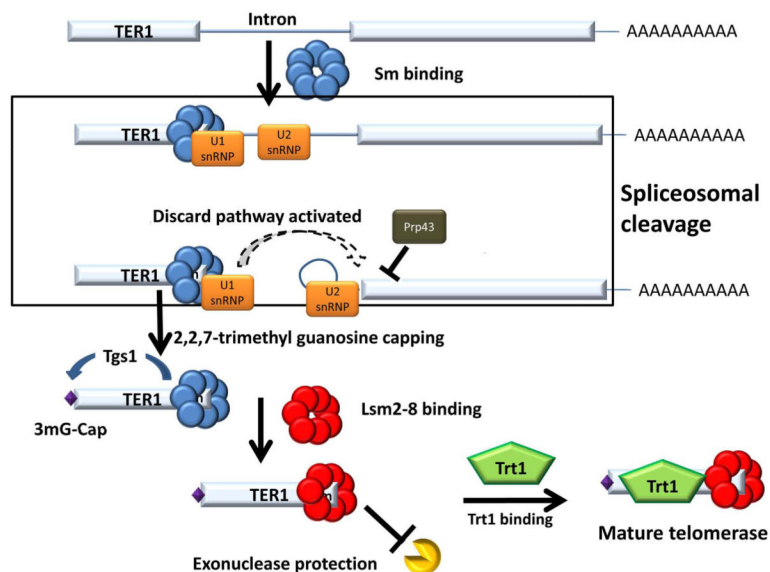 Intron
TER1
AAAAAAAAAA
Sm binding
TER1
U1
snRNP
U2
snRNP
AAAAAAAAAA
Spliceosomal
cleavage
Discard pathway activated
Prp43
TER1
U1
snRNP
U2
snRNP
AAAAAAAAAA
2,2,7-trimethyl guanosine capping
Tgs1
TER1
3mG-Cap
Lsm2-8 binding
TER1
Trt1
Trt1 binding
Trt1
Mature telomerase
Exonuclease protection